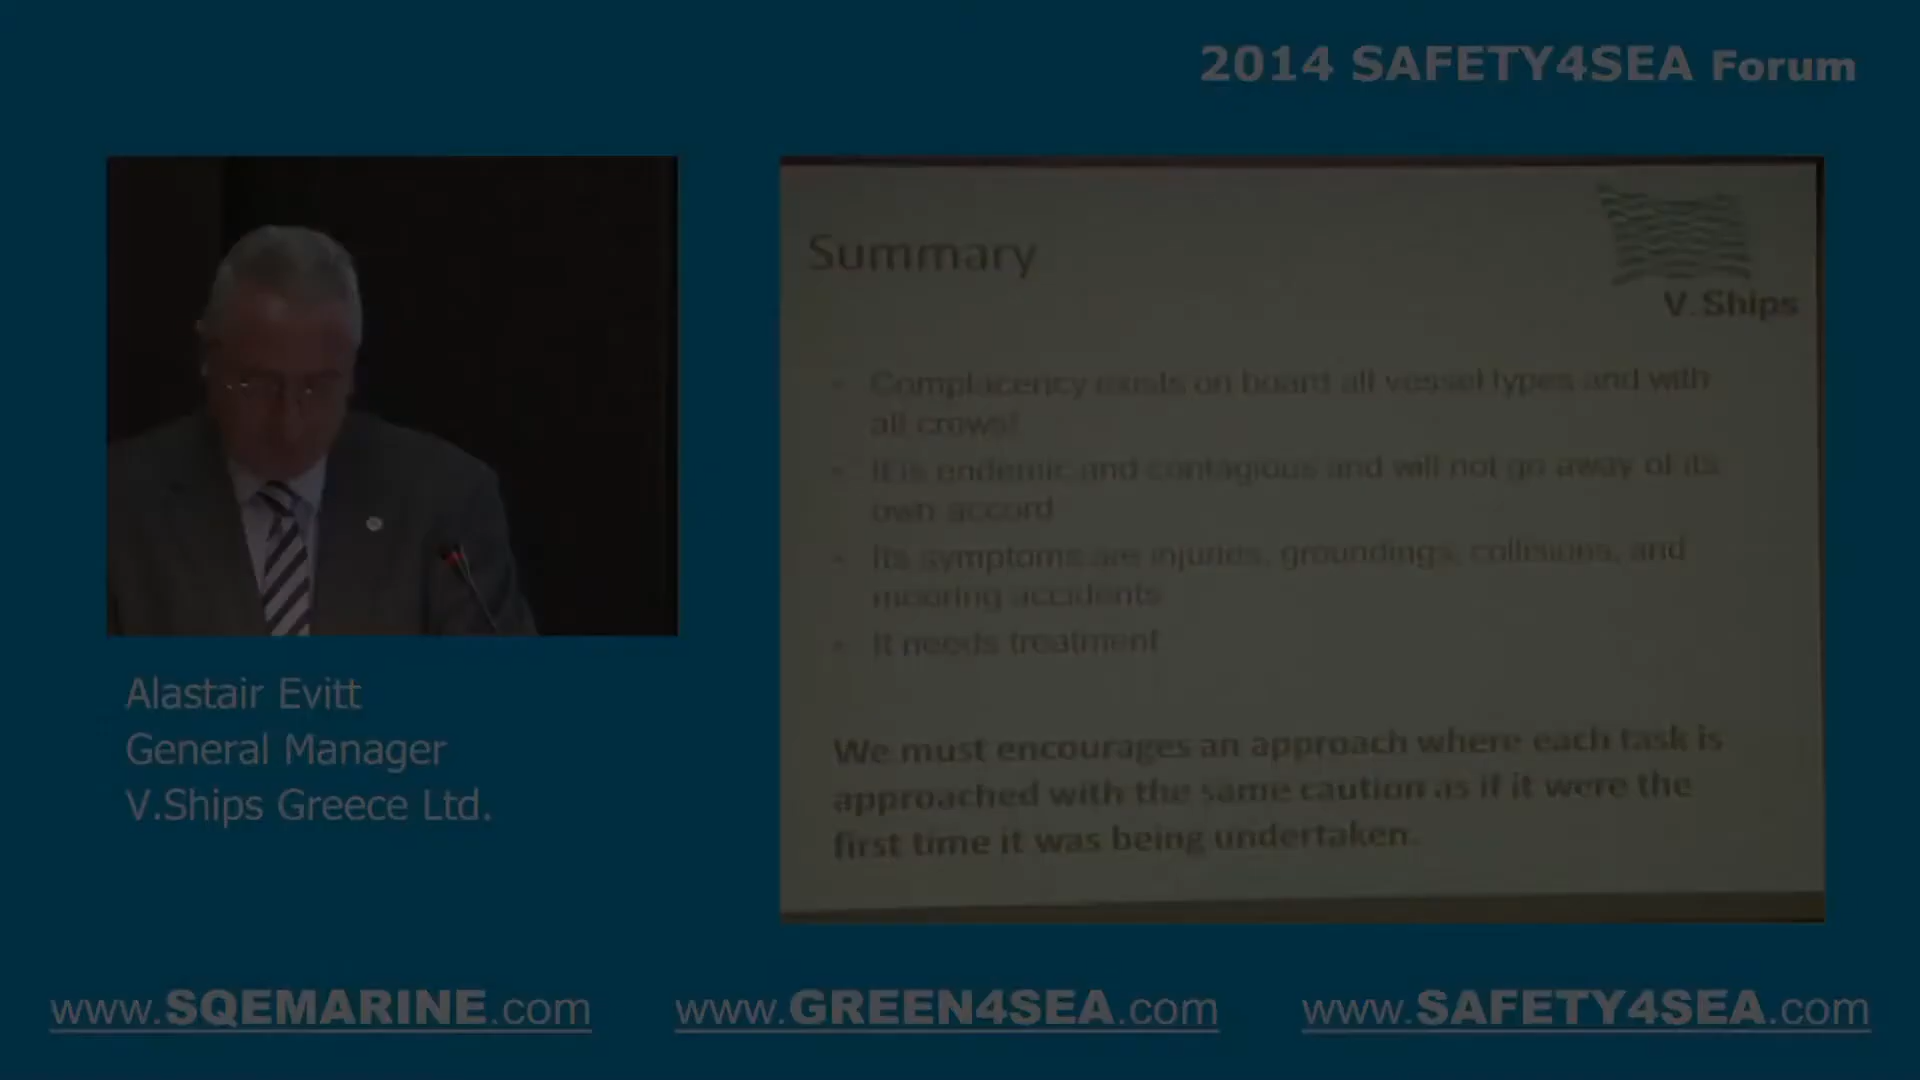 2014 SAFETY4SEA Forum
Summary
V.Ships
Complacency exists on board all vessel types and with
all crews!
It is endemic and contagious and will not go away of its
own accord
Its symptoms are injuries, groundings, collisions, and
mooring accidents
It needs treatment
We must encourages an approach where each task is
approached with the same caution as if it were the
first time it was being undertaken.
Alastair Evitt
General Manager
V.Ships Greece Ltd.
www.SQEMARINE.com
www.GREEN4SEA.com
www.SAFETY4SEA.com